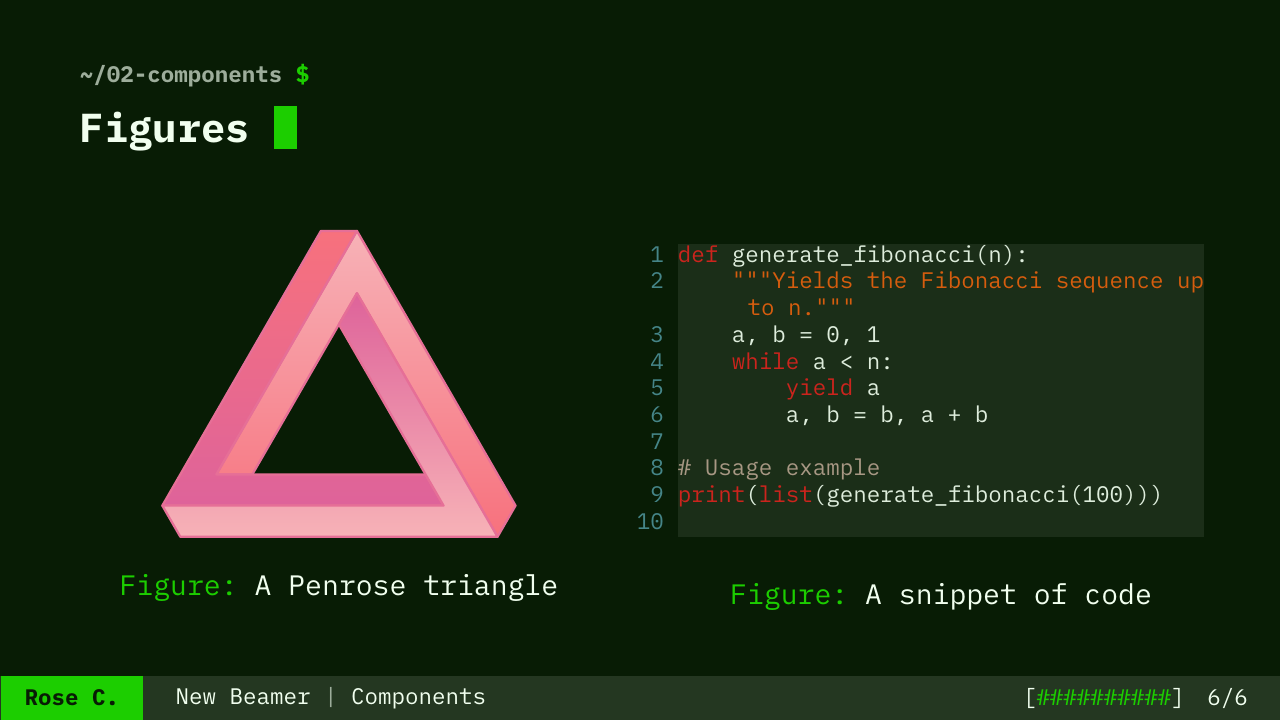 ~/02-components $
Figures
1 def generate_fibonacci(n):
2     """Yields the Fibonacci sequence up
     to n."""
3     a, b = 0, 1
4     while a < n:
5         yield a
6         a, b = b, a + b
7
8 # Usage example
9 print(list(generate_fibonacci(100)))
10
Figure: A Penrose triangle
Figure: A snippet of code
Rose C. New Beamer | Components [##########] 6/6